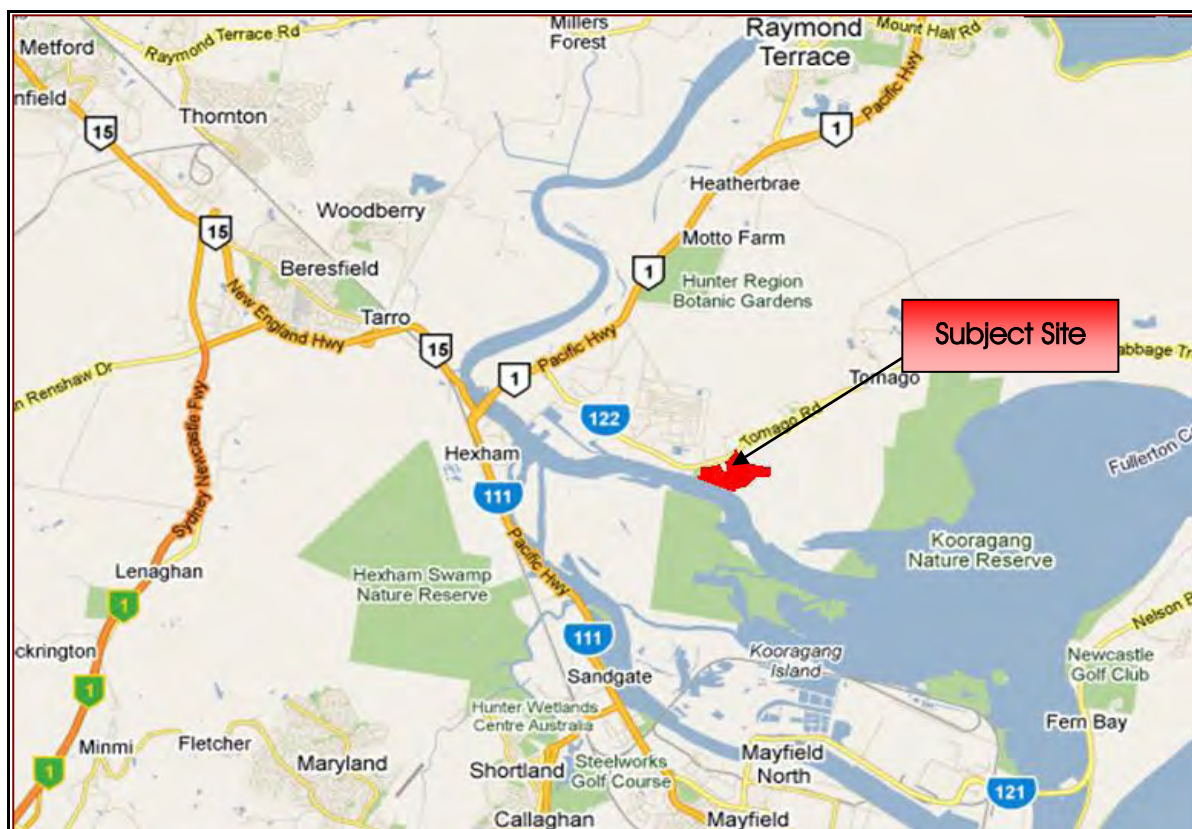 Metford
Raymond Terrace Rd
Millers
Forest
Raymond
Terrace
Mount Hall Rd
Pacific Hwy
nfield
15
Thornton
1
15
Woodberry
Heatherbrae
Motto Farm
Beresfield
1
Hunter Region
Botanic Gardens
New England Hwy
Tarro
15
Pacific Hwy
1
Subject Site
abbage Tr
n Renshaw Dr
Tomago
122
Tomago Rd
Sydney Newcastle Fwy
Hexham
111
Fullerton C
Pacific Hwy
Kooragang
Nature Reserve
Lenaghan
Hexham Swamp
Nature Reserve
1
111
Nelson B
ckrington
Kooragang
Island
Newcastle
Golf Club
Sandgate
1
Hunter Wetlands
Centre Australia
Fern Bay
Minmi
Fletcher
Maryland
Shortland
Steelworks
Golf Course
Mayfield
North
1
121
Callaghan
Mayfield